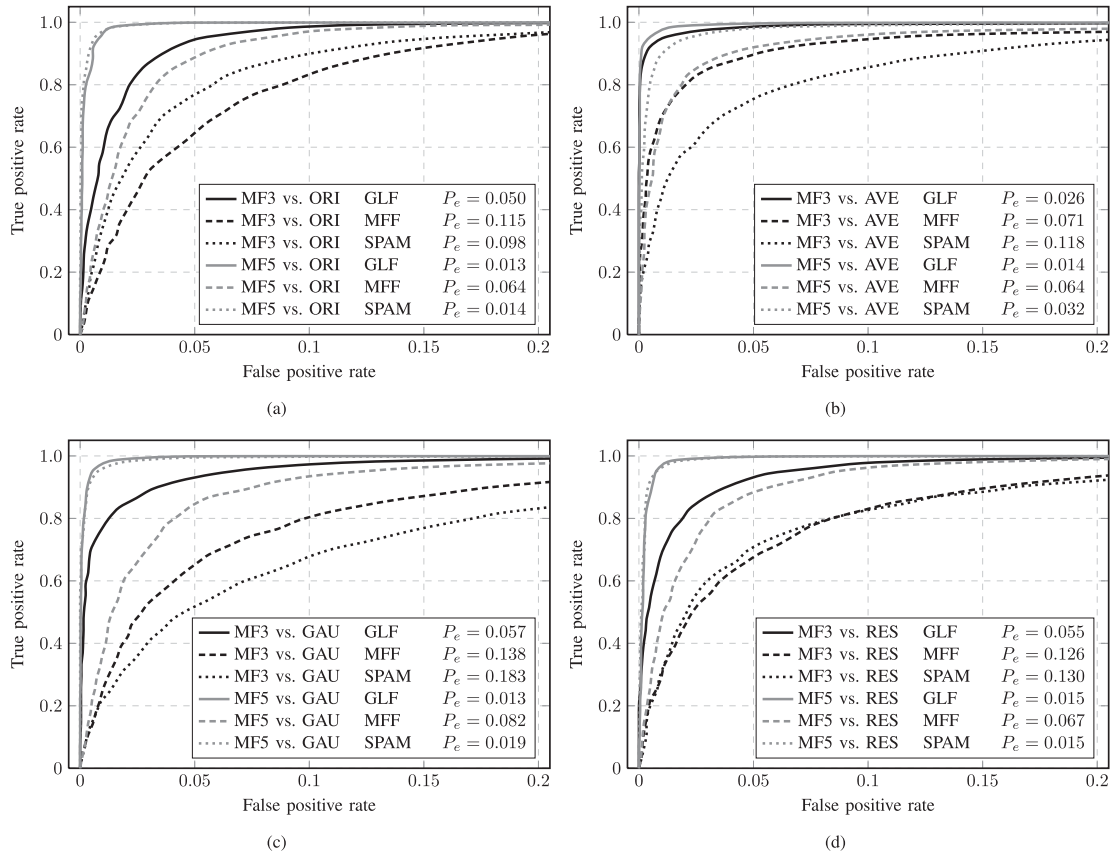 1.0
0.8
0.6
0.4
0.2
0
True positive rate
MF3 vs. ORI GLF P_e = 0.050
MF3 vs. ORI MFF P_e = 0.115
MF3 vs. ORI SPAM P_e = 0.098
MF5 vs. ORI GLF P_e = 0.013
MF5 vs. ORI MFF P_e = 0.064
MF5 vs. ORI SPAM P_e = 0.014
0 0.05 0.1 0.15 0.2
False positive rate
(a)
1.0
0.8
0.6
0.4
0.2
0
True positive rate
MF3 vs. AVE GLF P_e = 0.026
MF3 vs. AVE MFF P_e = 0.071
MF3 vs. AVE SPAM P_e = 0.118
MF5 vs. AVE GLF P_e = 0.014
MF5 vs. AVE MFF P_e = 0.064
MF5 vs. AVE SPAM P_e = 0.032
0 0.05 0.1 0.15 0.2
False positive rate
(b)
1.0
0.8
0.6
0.4
0.2
0
True positive rate
MF3 vs. GAU GLF P_e = 0.057
MF3 vs. GAU MFF P_e = 0.138
MF3 vs. GAU SPAM P_e = 0.183
MF5 vs. GAU GLF P_e = 0.013
MF5 vs. GAU MFF P_e = 0.082
MF5 vs. GAU SPAM P_e = 0.019
0 0.05 0.1 0.15 0.2
False positive rate
(c)
1.0
0.8
0.6
0.4
0.2
0
True positive rate
MF3 vs. RES GLF P_e = 0.055
MF3 vs. RES MFF P_e = 0.126
MF3 vs. RES SPAM P_e = 0.130
MF5 vs. RES GLF P_e = 0.015
MF5 vs. RES MFF P_e = 0.067
MF5 vs. RES SPAM P_e = 0.015
0 0.05 0.1 0.15 0.2
False positive rate
(d)